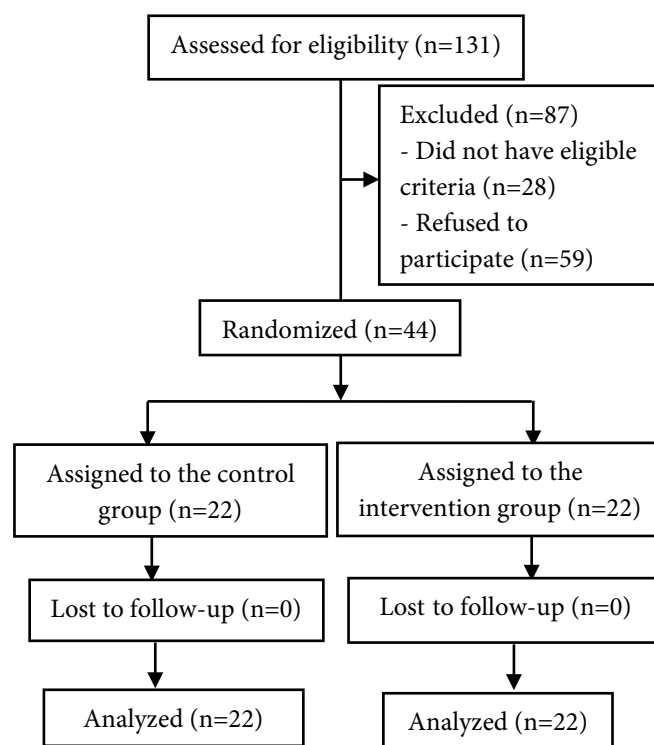 Assessed for eligibility (n=131)
Excluded (n=87)
- Did not have eligible
criteria (n=28)
- Refused to
participate (n=59)
Randomized (n=44)
Assigned to the control
group (n=22)
Assigned to the
intervention group (n=22)
Lost to follow-up (n=0)
Lost to follow-up (n=0)
Analyzed (n=22)
Analyzed (n=22)